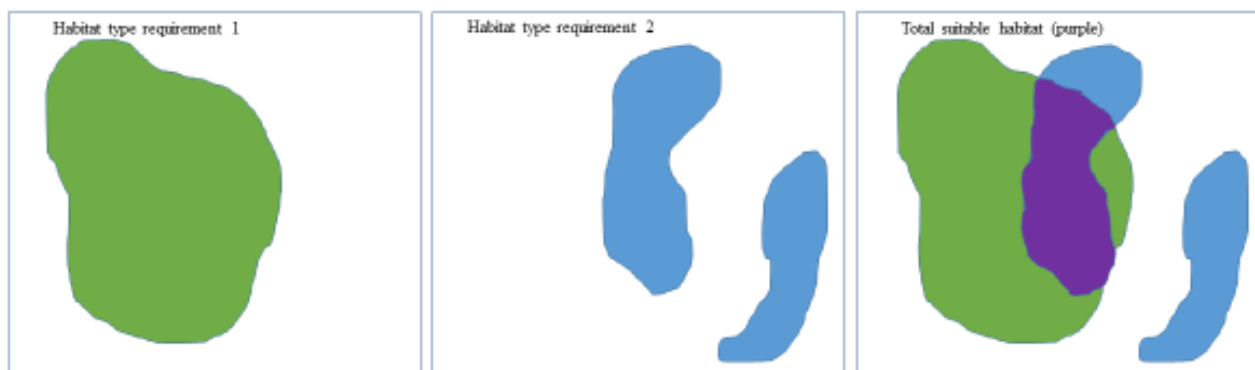 Habitat type requirement 1
Habitat type requirement 2
Total suitable habitat (purple)